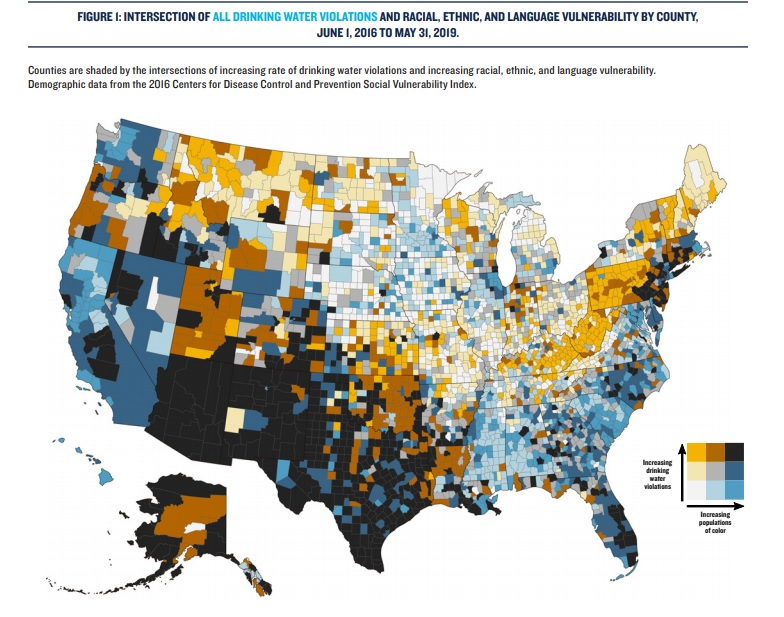 FIGURE 1: INTERSECTION OF ALL DRINKING WATER VIOLATIONS AND RACIAL, ETHNIC, AND LANGUAGE VULNERABILITY BY COUNTY,
JUNE 1, 2016 TO MAY 31, 2019.
Counties are shaded by the intersections of increasing rate of drinking water violations and increasing racial, ethnic, and language vulnerability.
Demographic data from the 2016 Centers for Disease Control and Prevention Social Vulnerability Index.
Increasing
drinking
water
violations
Increasing
populations
of color